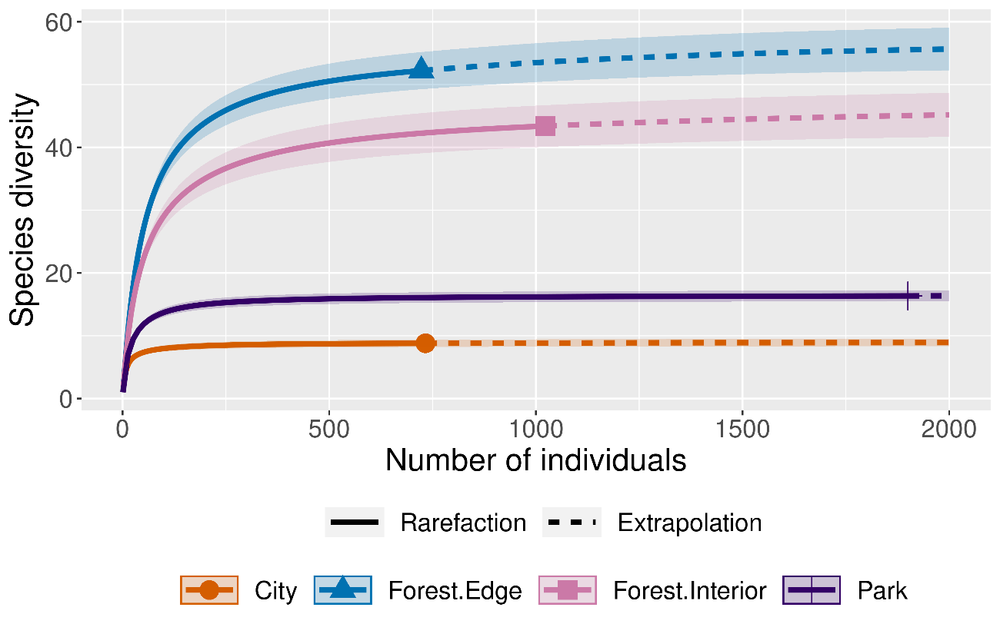 60
40
20
0
Species diversity
0 500 1000 1500 2000
Number of individuals
Rarefaction Extrapolation
City Forest.Edge Forest.Interior Park